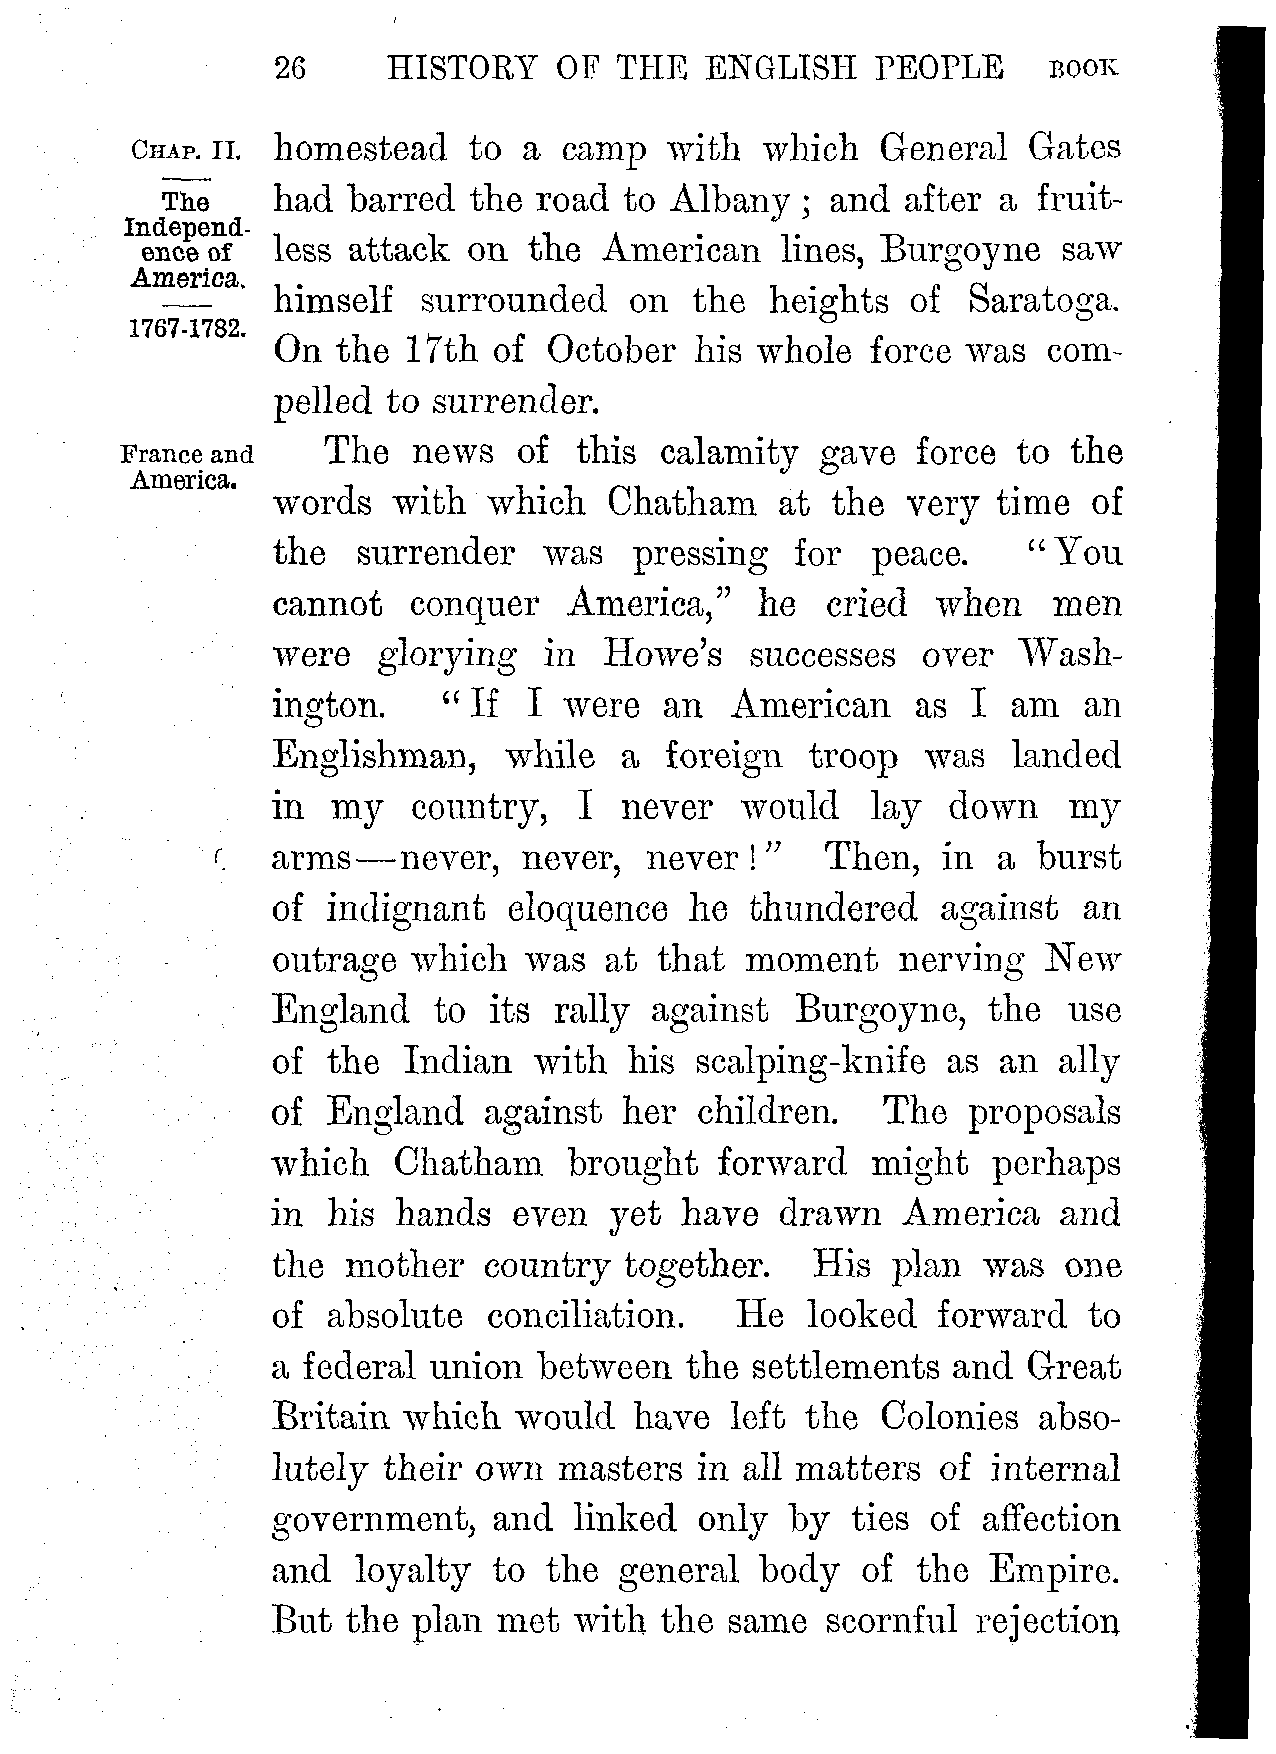 26 HISTORY OF THE ENGLISH PEOPLE BOOK
CHAP. II.
The
Independ-
ence of
America.
1767-1782.
homestead to a camp with which General Gates
had barred the road to Albany; and after a fruit-
less attack on the American lines, Burgoyne saw
himself surrounded on the heights of Saratoga.
On the 17th of October his whole force was com-
pelled to surrender.
France and
America.
The news of this calamity gave force to the
words with which Chatham at the very time of
the surrender was pressing for peace. "You
cannot conquer America," he cried when men
were glorying in Howe's successes over Wash-
ington. "If I were an American as I am an
Englishman, while a foreign troop was landed
in my country, I never would lay down my
arms—never, never, never!" Then, in a burst
of indignant eloquence he thundered against an
outrage which was at that moment nerving New
England to its rally against Burgoyne, the use
of the Indian with his scalping-knife as an ally
of England against her children. The proposals
which Chatham brought forward might perhaps
in his hands even yet have drawn America and
the mother country together. His plan was one
of absolute conciliation. He looked forward to
a federal union between the settlements and Great
Britain which would have left the Colonies abso-
lutely their own masters in all matters of internal
government, and linked only by ties of affection
and loyalty to the general body of the Empire.
But the plan met with the same scornful rejection